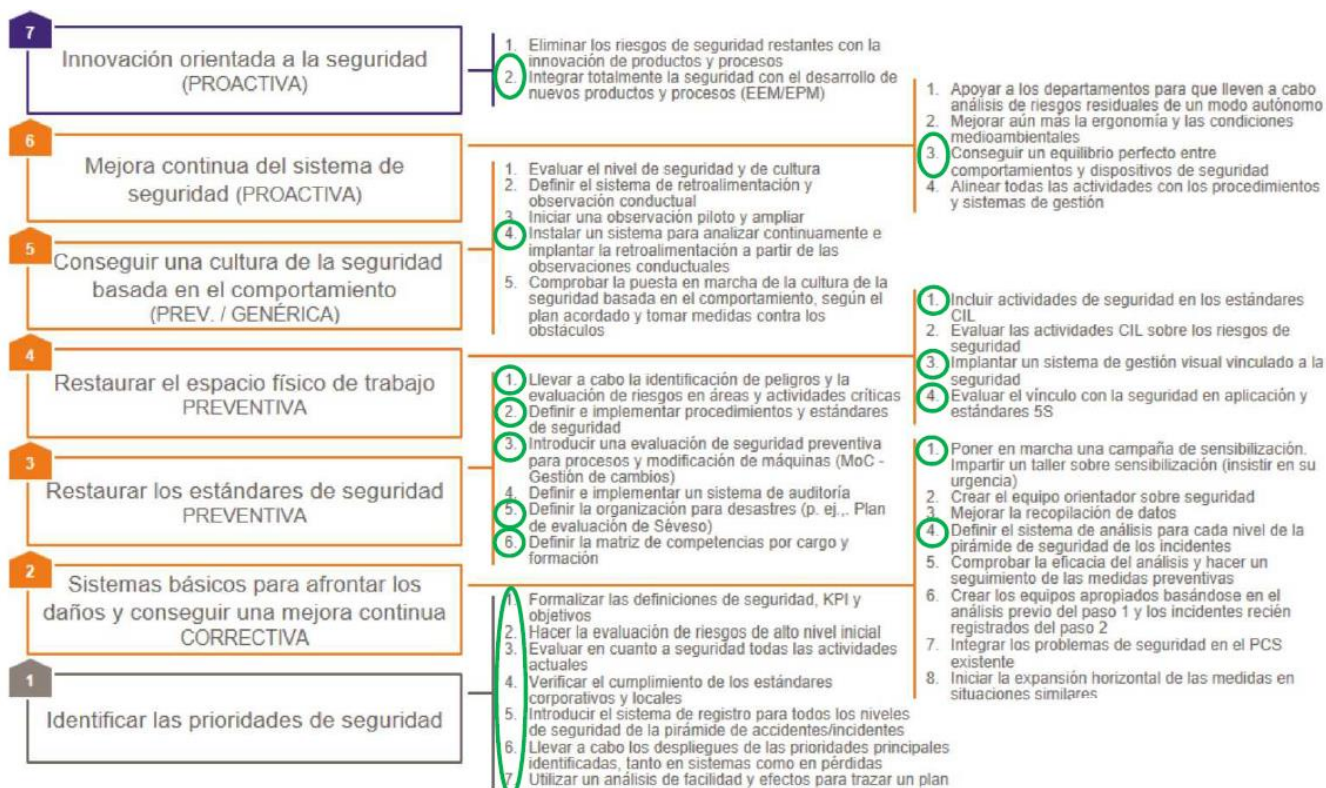 7
Innovación orientada a la seguridad
(PROACTIVA)
1. Eliminar los riesgos de seguridad restantes con la
innovación de productos y procesos
2. Integrar totalmente la seguridad con el desarrollo de
nuevos productos y procesos (EEM/EPM)
6
Mejora continua del sistema de
seguridad (PROACTIVA)
1. Apoyar a los departamentos para que lleven a cabo
análisis de riesgos residuales de un modo autónomo
2. Mejorar aún más la ergonomía y las condiciones
medioambientales
3. Conseguir un equilibrio perfecto entre
comportamientos y dispositivos de seguridad
4. Alinear todas las actividades con los procedimientos
y sistemas de gestión
5
Conseguir una cultura de la seguridad
basada en el comportamiento
(PREV. / GENÉRICA)
1. Evaluar el nivel de seguridad y de cultura
2. Definir el sistema de retroalimentación y
observación conductual
3. Iniciar una observación piloto y ampliar
4. Instalar un sistema para analizar continuamente e
implantar la retroalimentación a partir de las
observaciones conductuales
5. Comprobar la puesta en marcha de la cultura de la
seguridad basada en el comportamiento, según el
plan acordado y tomar medidas contra los
obstáculos
4
Restaurar el espacio físico de trabajo
PREVENTIVA
1. Incluir actividades de seguridad en los estándares
CIL
2. Evaluar las actividades CIL sobre los riesgos de
seguridad
3. Implantar un sistema de gestión visual vinculado a la
seguridad
4. Evaluar el vínculo con la seguridad en aplicación y
estándares 5S
3
Restaurar los estándares de seguridad
PREVENTIVA
1. Llevar a cabo la identificación de peligros y la
evaluación de riesgos en áreas y actividades críticas
2. Definir e implementar procedimientos y estándares
de seguridad
3. Introducir una evaluación de seguridad preventiva
para procesos y modificación de máquinas (MoC -
Gestión de cambios)
4. Definir e implementar un sistema de auditoría
5. Definir la organización para desastres (p. ej.,. Plan
de evaluación de Séveso)
6. Definir la matriz de competencias por cargo y
formación
2
Sistemas básicos para afrontar los
daños y conseguir una mejora continua
CORRECTIVA
1. Poner en marcha una campaña de sensibilización.
Impartir un taller sobre sensibilización (insistir en su
urgencia)
2. Crear el equipo orientador sobre seguridad
3. Mejorar la recopilación de datos
4. Definir el sistema de análisis para cada nivel de la
pirámide de seguridad de los incidentes
5. Comprobar la eficacia del análisis y hacer un
seguimiento de las medidas preventivas
6. Crear los equipos apropiados basándose en el
análisis previo del paso 1 y los incidentes recién
registrados del paso 2
7. Integrar los problemas de seguridad en el PCS
existente
8. Iniciar la expansión horizontal de las medidas en
situaciones similares
1
Identificar las prioridades de seguridad
1. Formalizar las definiciones de seguridad, KPI y
objetivos
2. Hacer la evaluación de riesgos de alto nivel inicial
3. Evaluar en cuanto a seguridad todas las actividades
actuales
4. Verificar el cumplimiento de los estándares
corporativos y locales
5. Introducir el sistema de registro para todos los niveles
de seguridad de la pirámide de accidentes/incidentes
6. Llevar a cabo los despliegues de las prioridades principales
identificadas, tanto en sistemas como en pérdidas
7. Utilizar un análisis de facilidad y efectos para trazar un plan